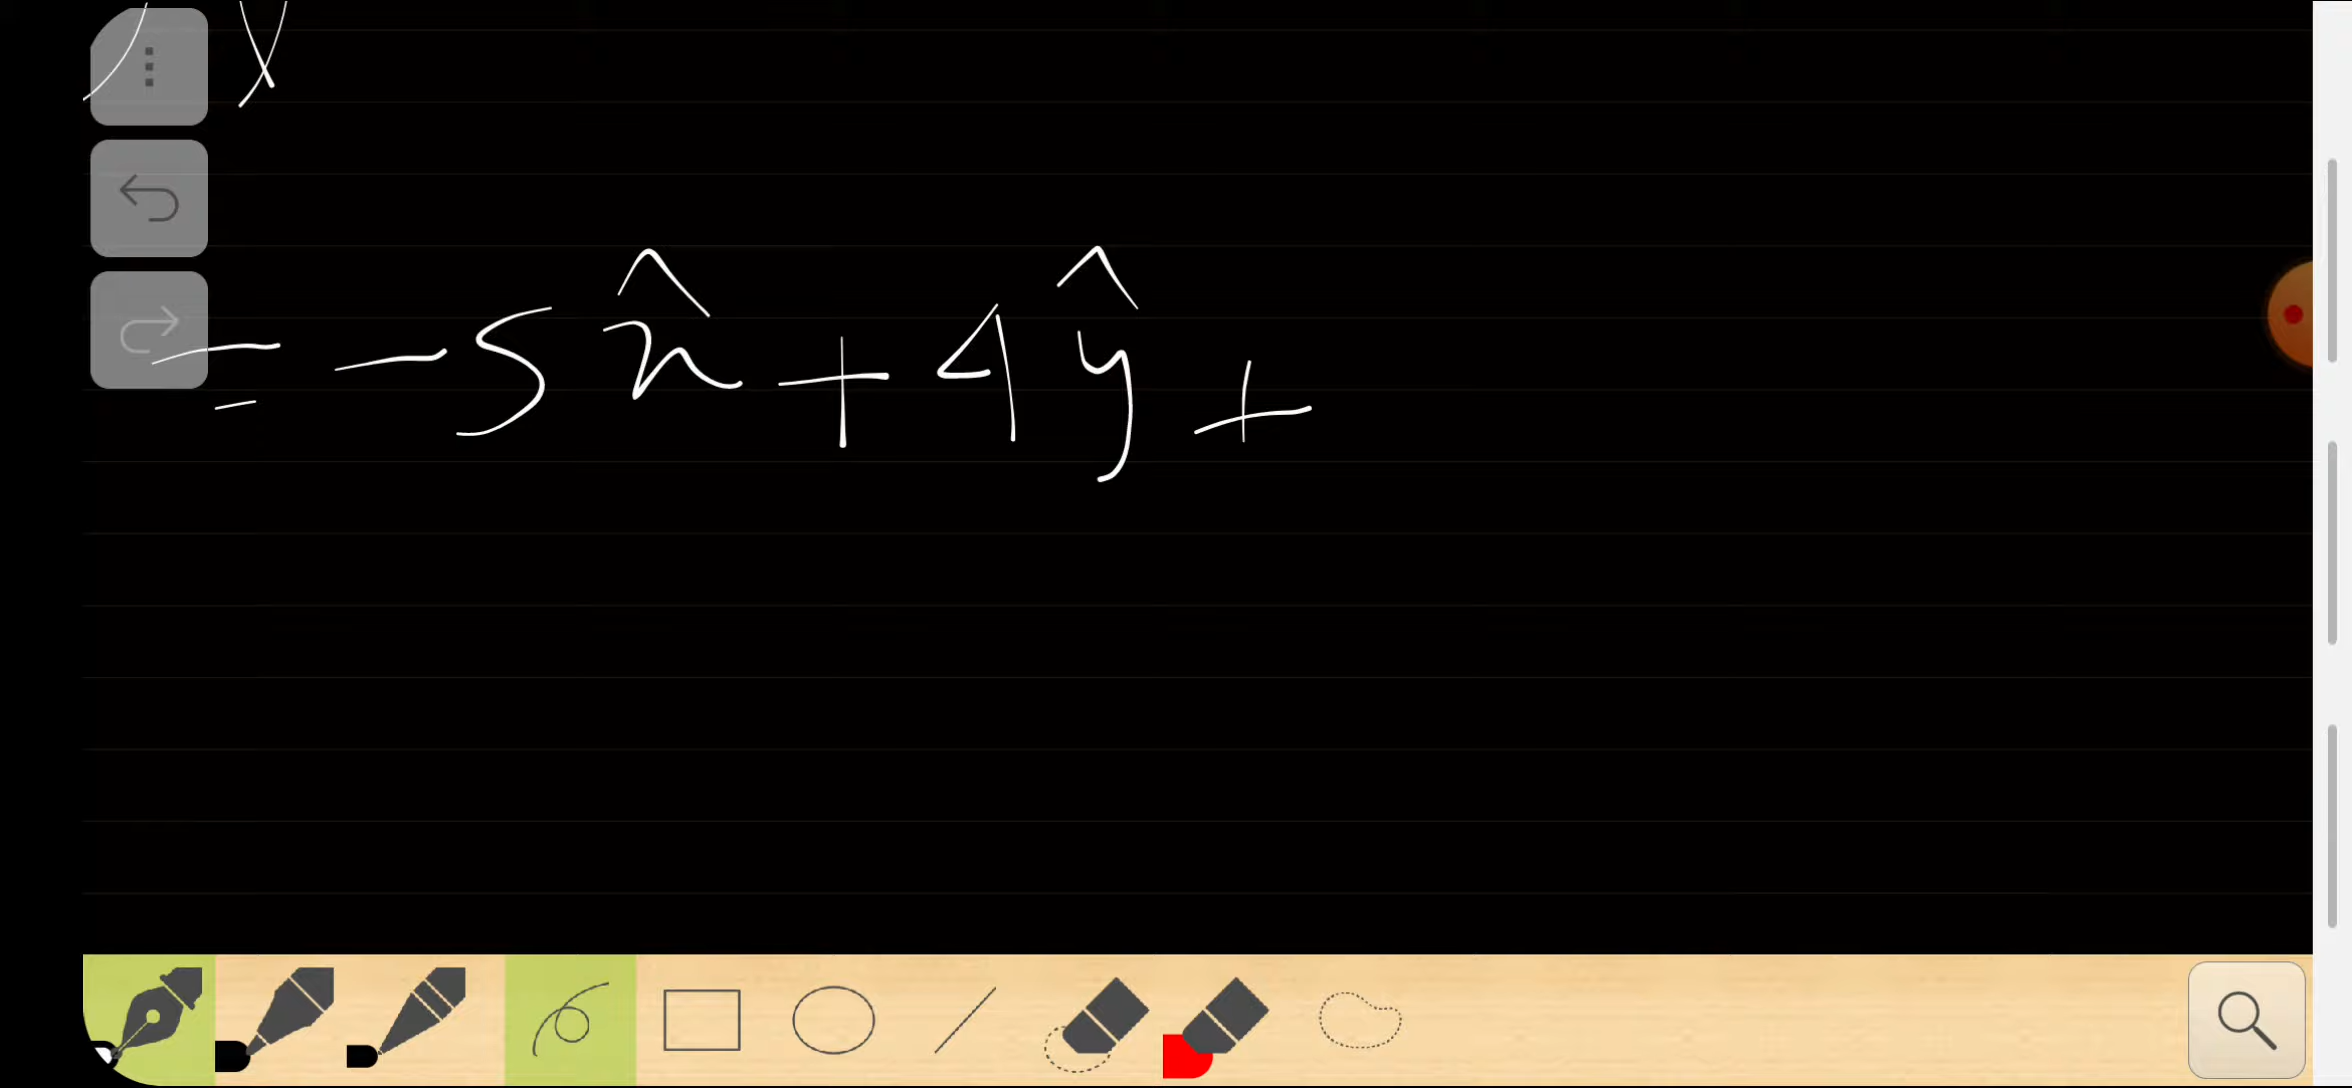 = -5x̂ + 4ŷ +